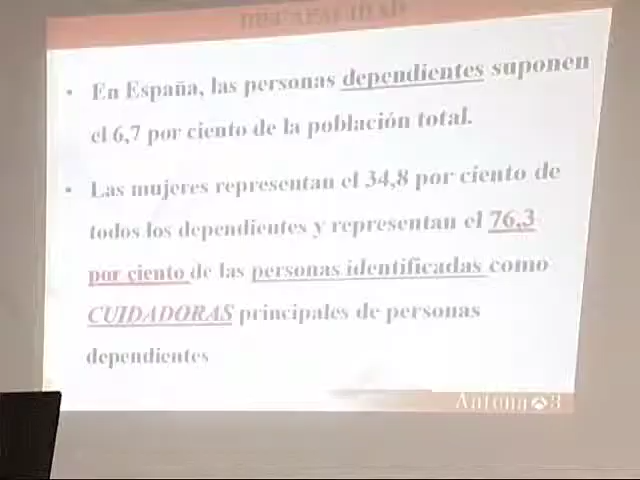 DISCAPACIDAD
• En España, las personas dependientes suponen
el 6,7 por ciento de la población total.
• Las mujeres representan el 34,8 por ciento de
todos los dependientes y representan el 76,3
por ciento de las personas identificadas como
CUIDADORAS principales de personas
dependientes
Antena 3